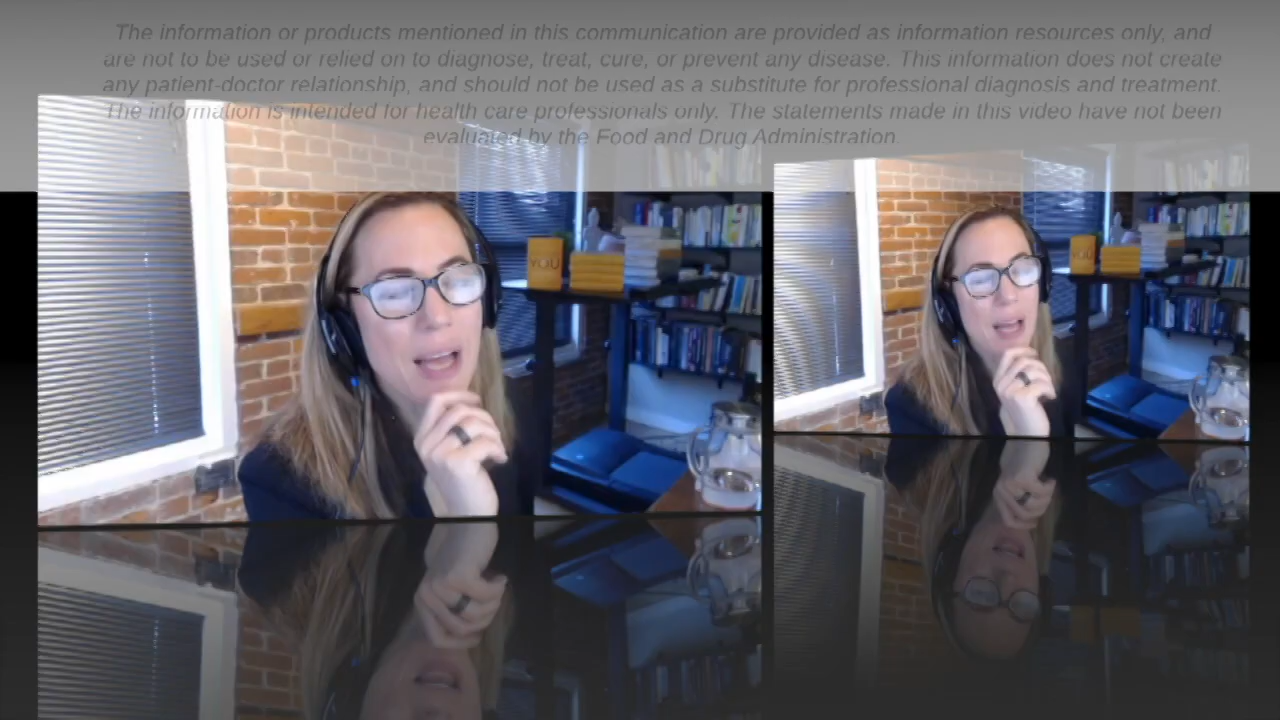 The information or products mentioned in this communication are provided as information resources only, and
are not to be used or relied on to diagnose, treat, cure, or prevent any disease. This information does not create
any patient-doctor relationship, and should not be used as a substitute for professional diagnosis and treatment.
The information is intended for health care professionals only. The statements made in this video have not been
evaluated by the Food and Drug Administration.
YOU
YOU